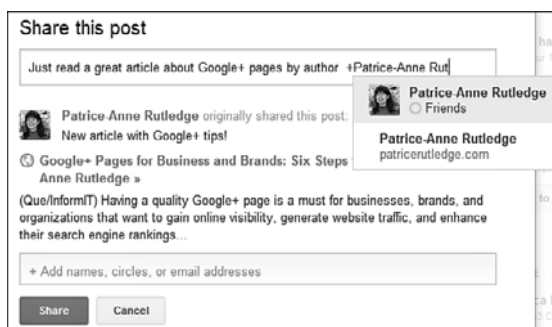 Share this post
Just read a great article about Google+ pages by author +Patrice-Anne Rut
Patrice-Anne Rutledge
Friends
Patrice-Anne Rutledge
patricerutledge.com
Patrice-Anne Rutledge originally shared this post:
New article with Google+ tips!
Google+ Pages for Business and Brands: Six Steps
Anne Rutledge »
(Que/InformIT) Having a quality Google+ page is a must for businesses, brands, and
organizations that want to gain online visibility, generate website traffic, and enhance
their search engine rankings...
+ Add names, circles, or email addresses
Share
Cancel